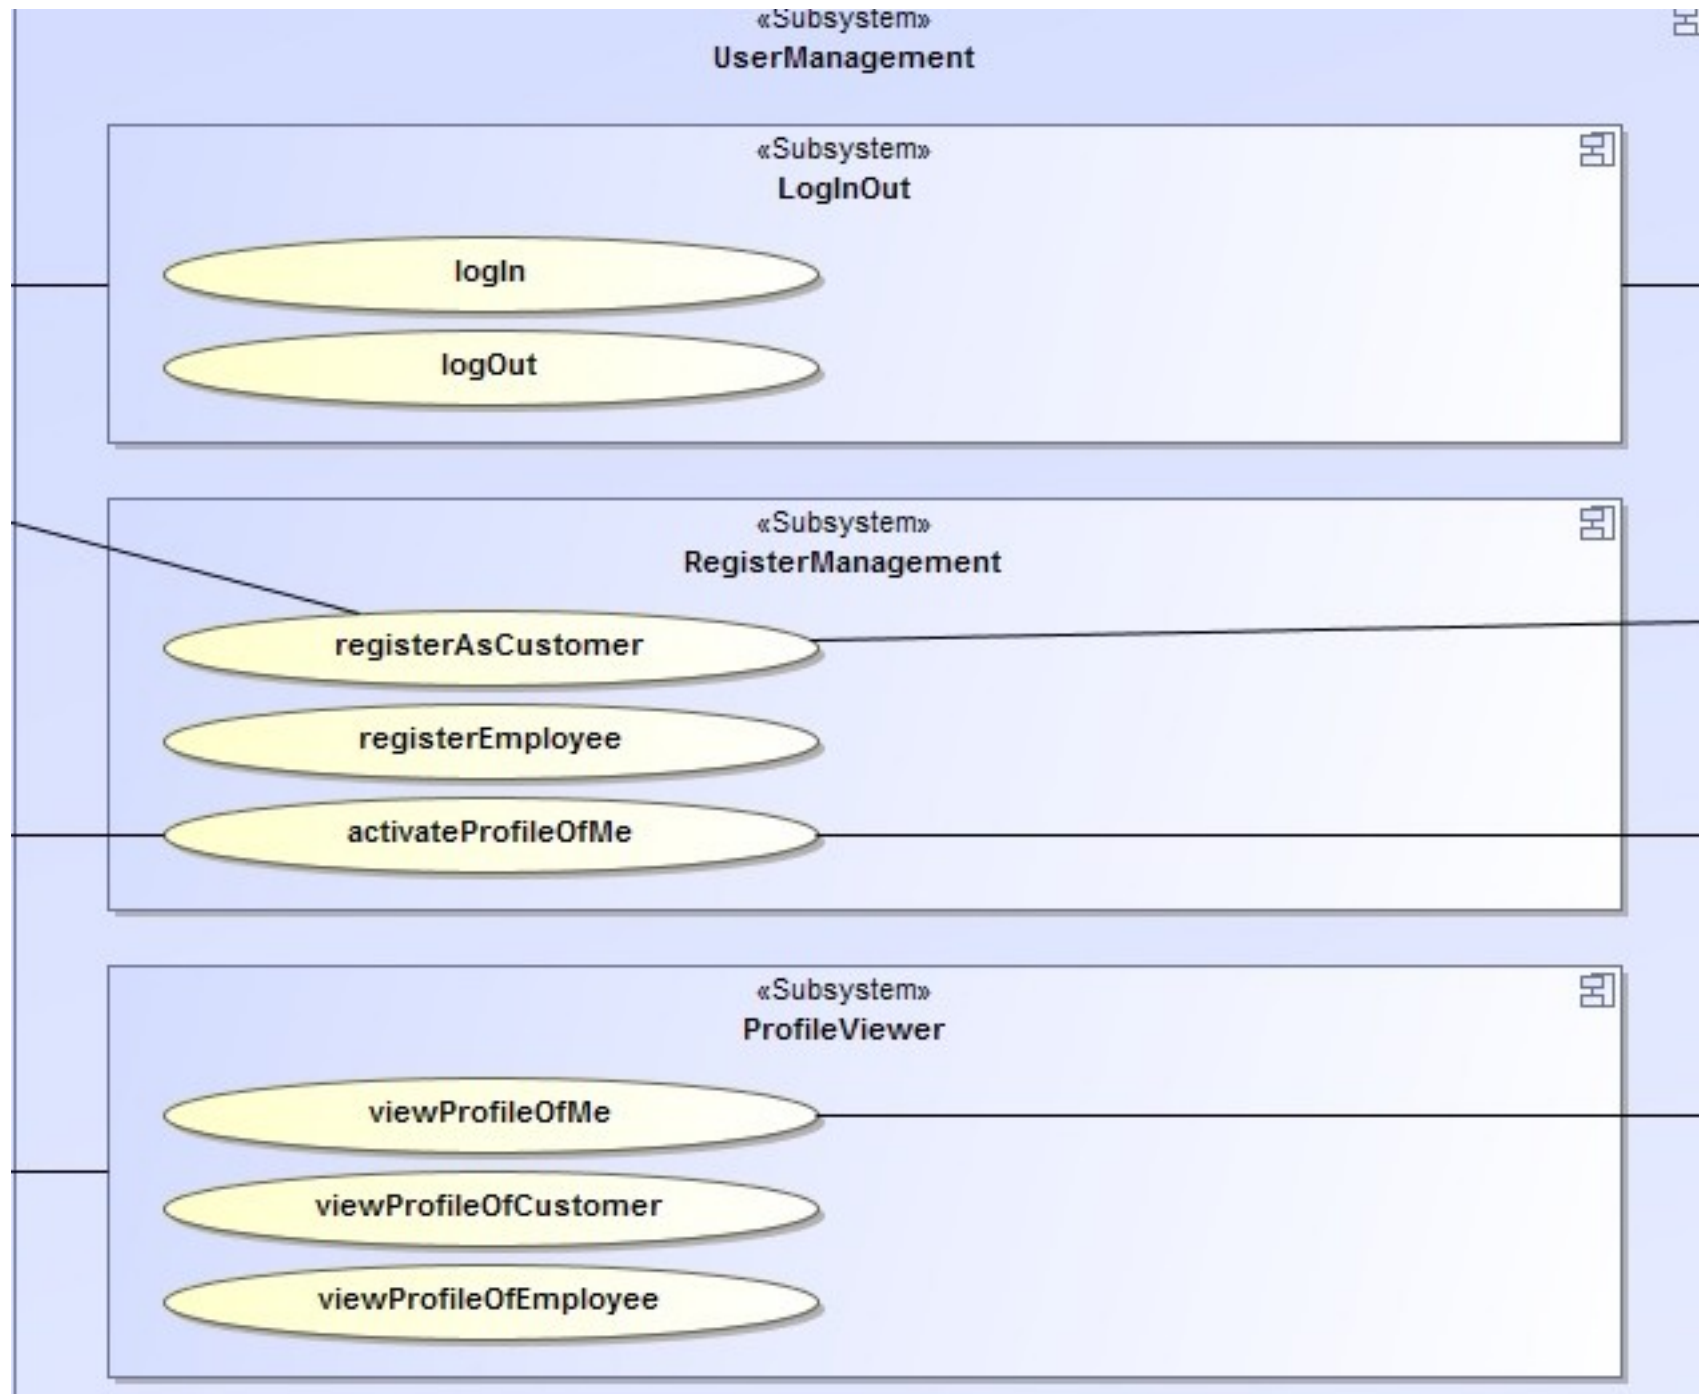 «Subsystem»
UserManagement
«Subsystem»
LogInOut
logIn
logOut
«Subsystem»
RegisterManagement
registerAsCustomer
registerEmployee
activateProfileOfMe
«Subsystem»
ProfileViewer
viewProfileOfMe
viewProfileOfCustomer
viewProfileOfEmployee